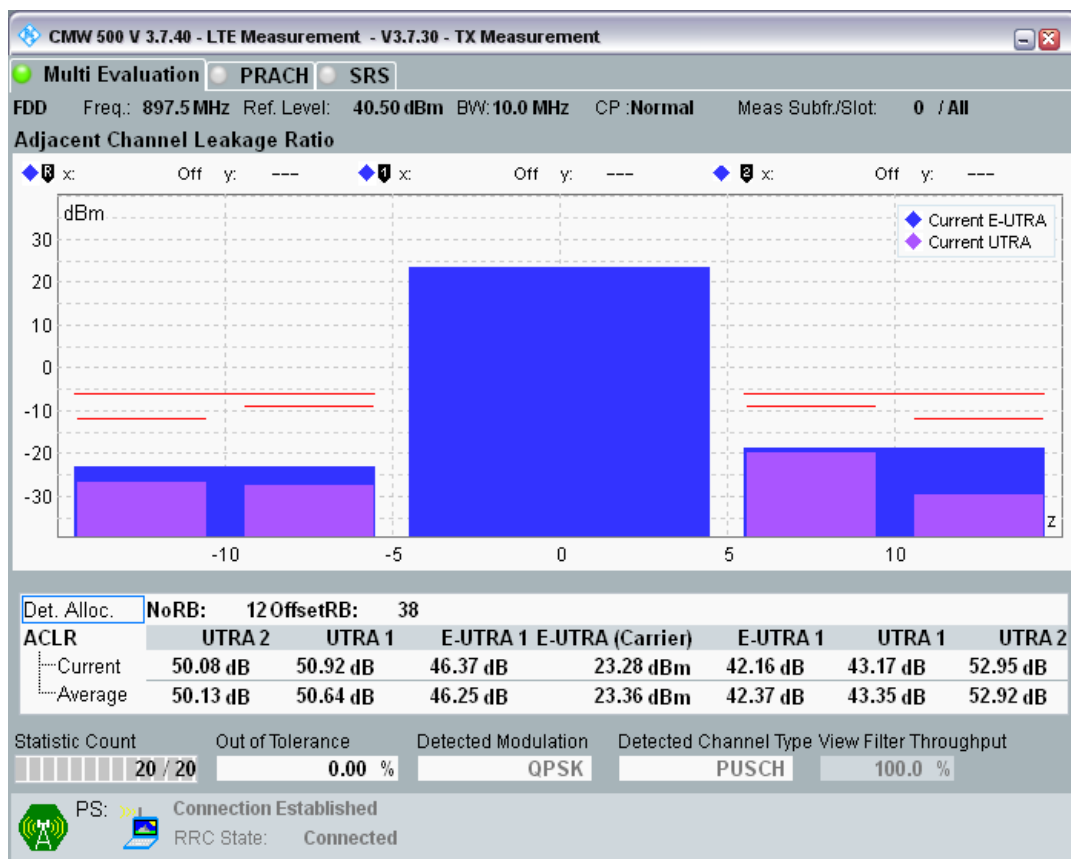 CMW 500 V 3.7.40 - LTE Measurement - V3.7.30 - TX Measurement
Multi Evaluation PRACH SRS
FDD Freq.: 897.5 MHz Ref. Level: 40.50 dBm BW: 10.0 MHz CP :Normal Meas Subfr./Slot: 0 / All
Adjacent Channel Leakage Ratio
R x: Off y: --- 1 x: Off y: --- 2 x: Off y: ---
dBm
Current E-UTRA
Current UTRA
30
20
10
0
-10
-20
-30
z
-10 -5 0 5 10
Det. Alloc. NoRB: 12 OffsetRB: 38
ACLR UTRA 2 UTRA 1 E-UTRA 1 E-UTRA (Carrier) E-UTRA 1 UTRA 1 UTRA 2
Current 50.08 dB 50.92 dB 46.37 dB 23.28 dBm 42.16 dB 43.17 dB 52.95 dB
Average 50.13 dB 50.64 dB 46.25 dB 23.36 dBm 42.37 dB 43.35 dB 52.92 dB
Statistic Count Out of Tolerance Detected Modulation Detected Channel Type View Filter Throughput
20 / 20 0.00 % QPSK PUSCH 100.0 %
PS: Connection Established
RRC State: Connected